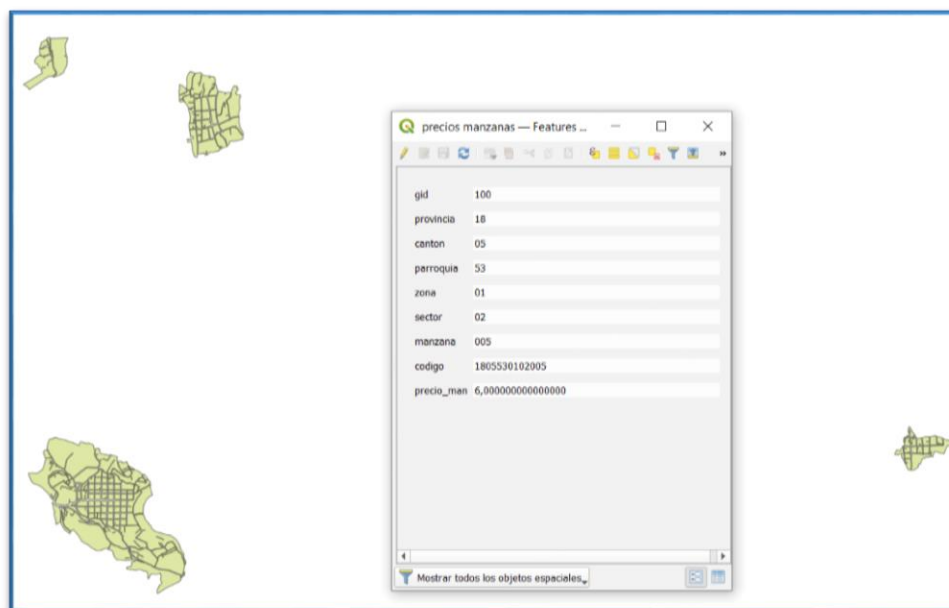 precios manzanas — Features ...
gid 100
provincia 18
canton 05
parroquia 53
zona 01
sector 02
manzana 005
codigo 1805530102005
precio_man 6,000000000000000
Mostrar todos los objetos espaciales